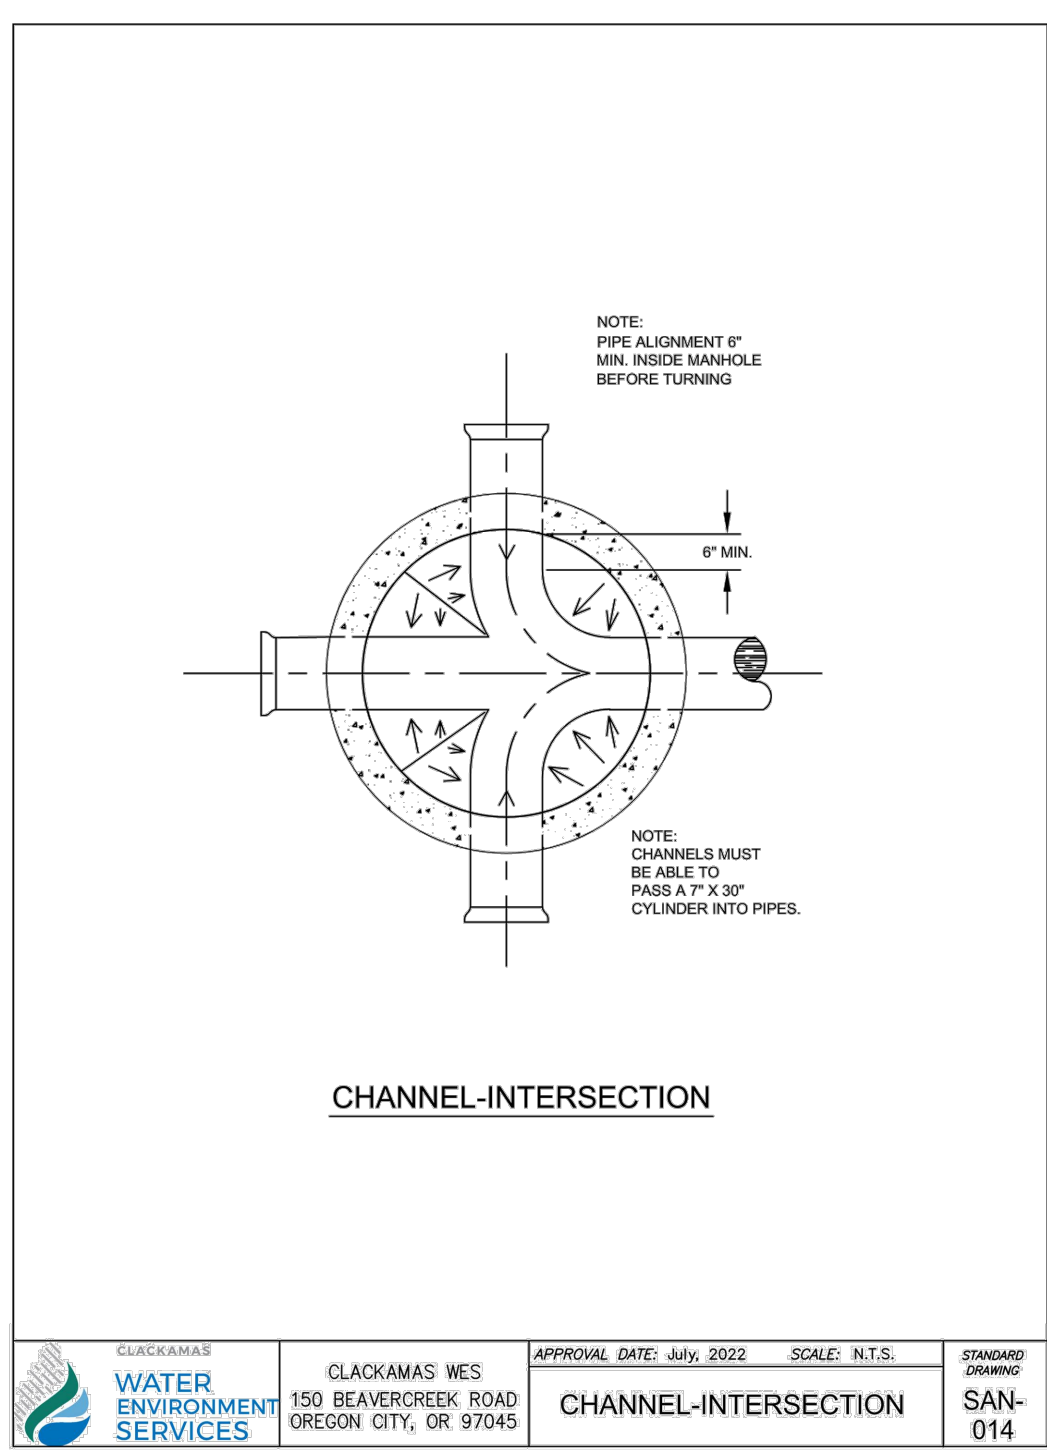 NOTE:
PIPE ALIGNMENT 6"
MIN. INSIDE MANHOLE
BEFORE TURNING
6" MIN.
NOTE:
CHANNELS MUST
BE ABLE TO
PASS A 7" X 30"
CYLINDER INTO PIPES.
CHANNEL-INTERSECTION
CLACKAMAS
WATER
ENVIRONMENT
SERVICES
CLACKAMAS WES
150 BEAVERCREEK ROAD
OREGON CITY, OR 97045
APPROVAL DATE: July, 2022 SCALE: N.T.S.
CHANNEL-INTERSECTION
STANDARD
DRAWING
SAN-
014